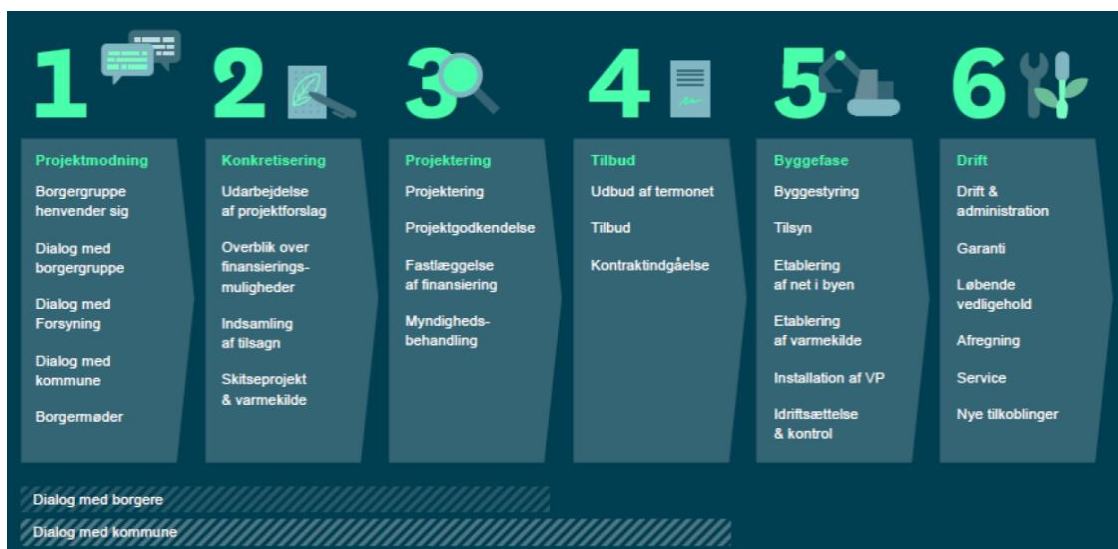 1
2
3
4
5
6
Projektmodning
Borgergruppe
henvender sig
Dialog med
borgergruppe
Dialog med
Forsyning
Dialog med
kommune
Borgermøder
Konkretisering
Udarbejdelse
af projektforslag
Overblik over
finansierings-
muligheder
Indsamling
af tilsagn
Skitseprojekt
& varmekilde
Projektering
Projektering
Projektgodkendelse
Fastlæggelse
af finansiering
Myndigheds-
behandling
Tilbud
Udbud af termonet
Tilbud
Kontraktindgåelse
Byggefase
Byggestyring
Tilsyn
Etablering
af net i byen
Etablering
af varmekilde
Installation af VP
Idriftsættelse
& kontrol
Drift
Drift &
administration
Garanti
Løbende
vedligehold
Afregning
Service
Nye tilkoblinger
Dialog med borgere
Dialog med kommune